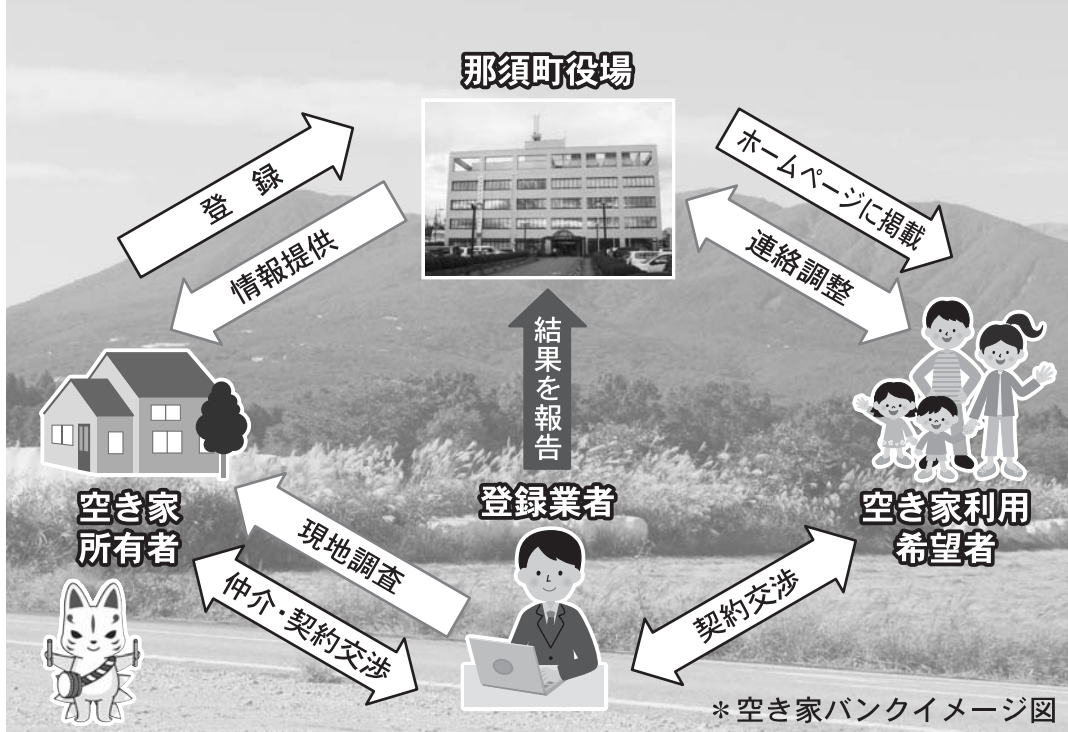 那須町役場
登録
情報提供
ホームページに掲載
連絡調整
結果を報告
空き家
所有者
登録業者
空き家利用
希望者
現地調査
仲介・契約交渉
契約交渉
＊空き家バンクイメージ図